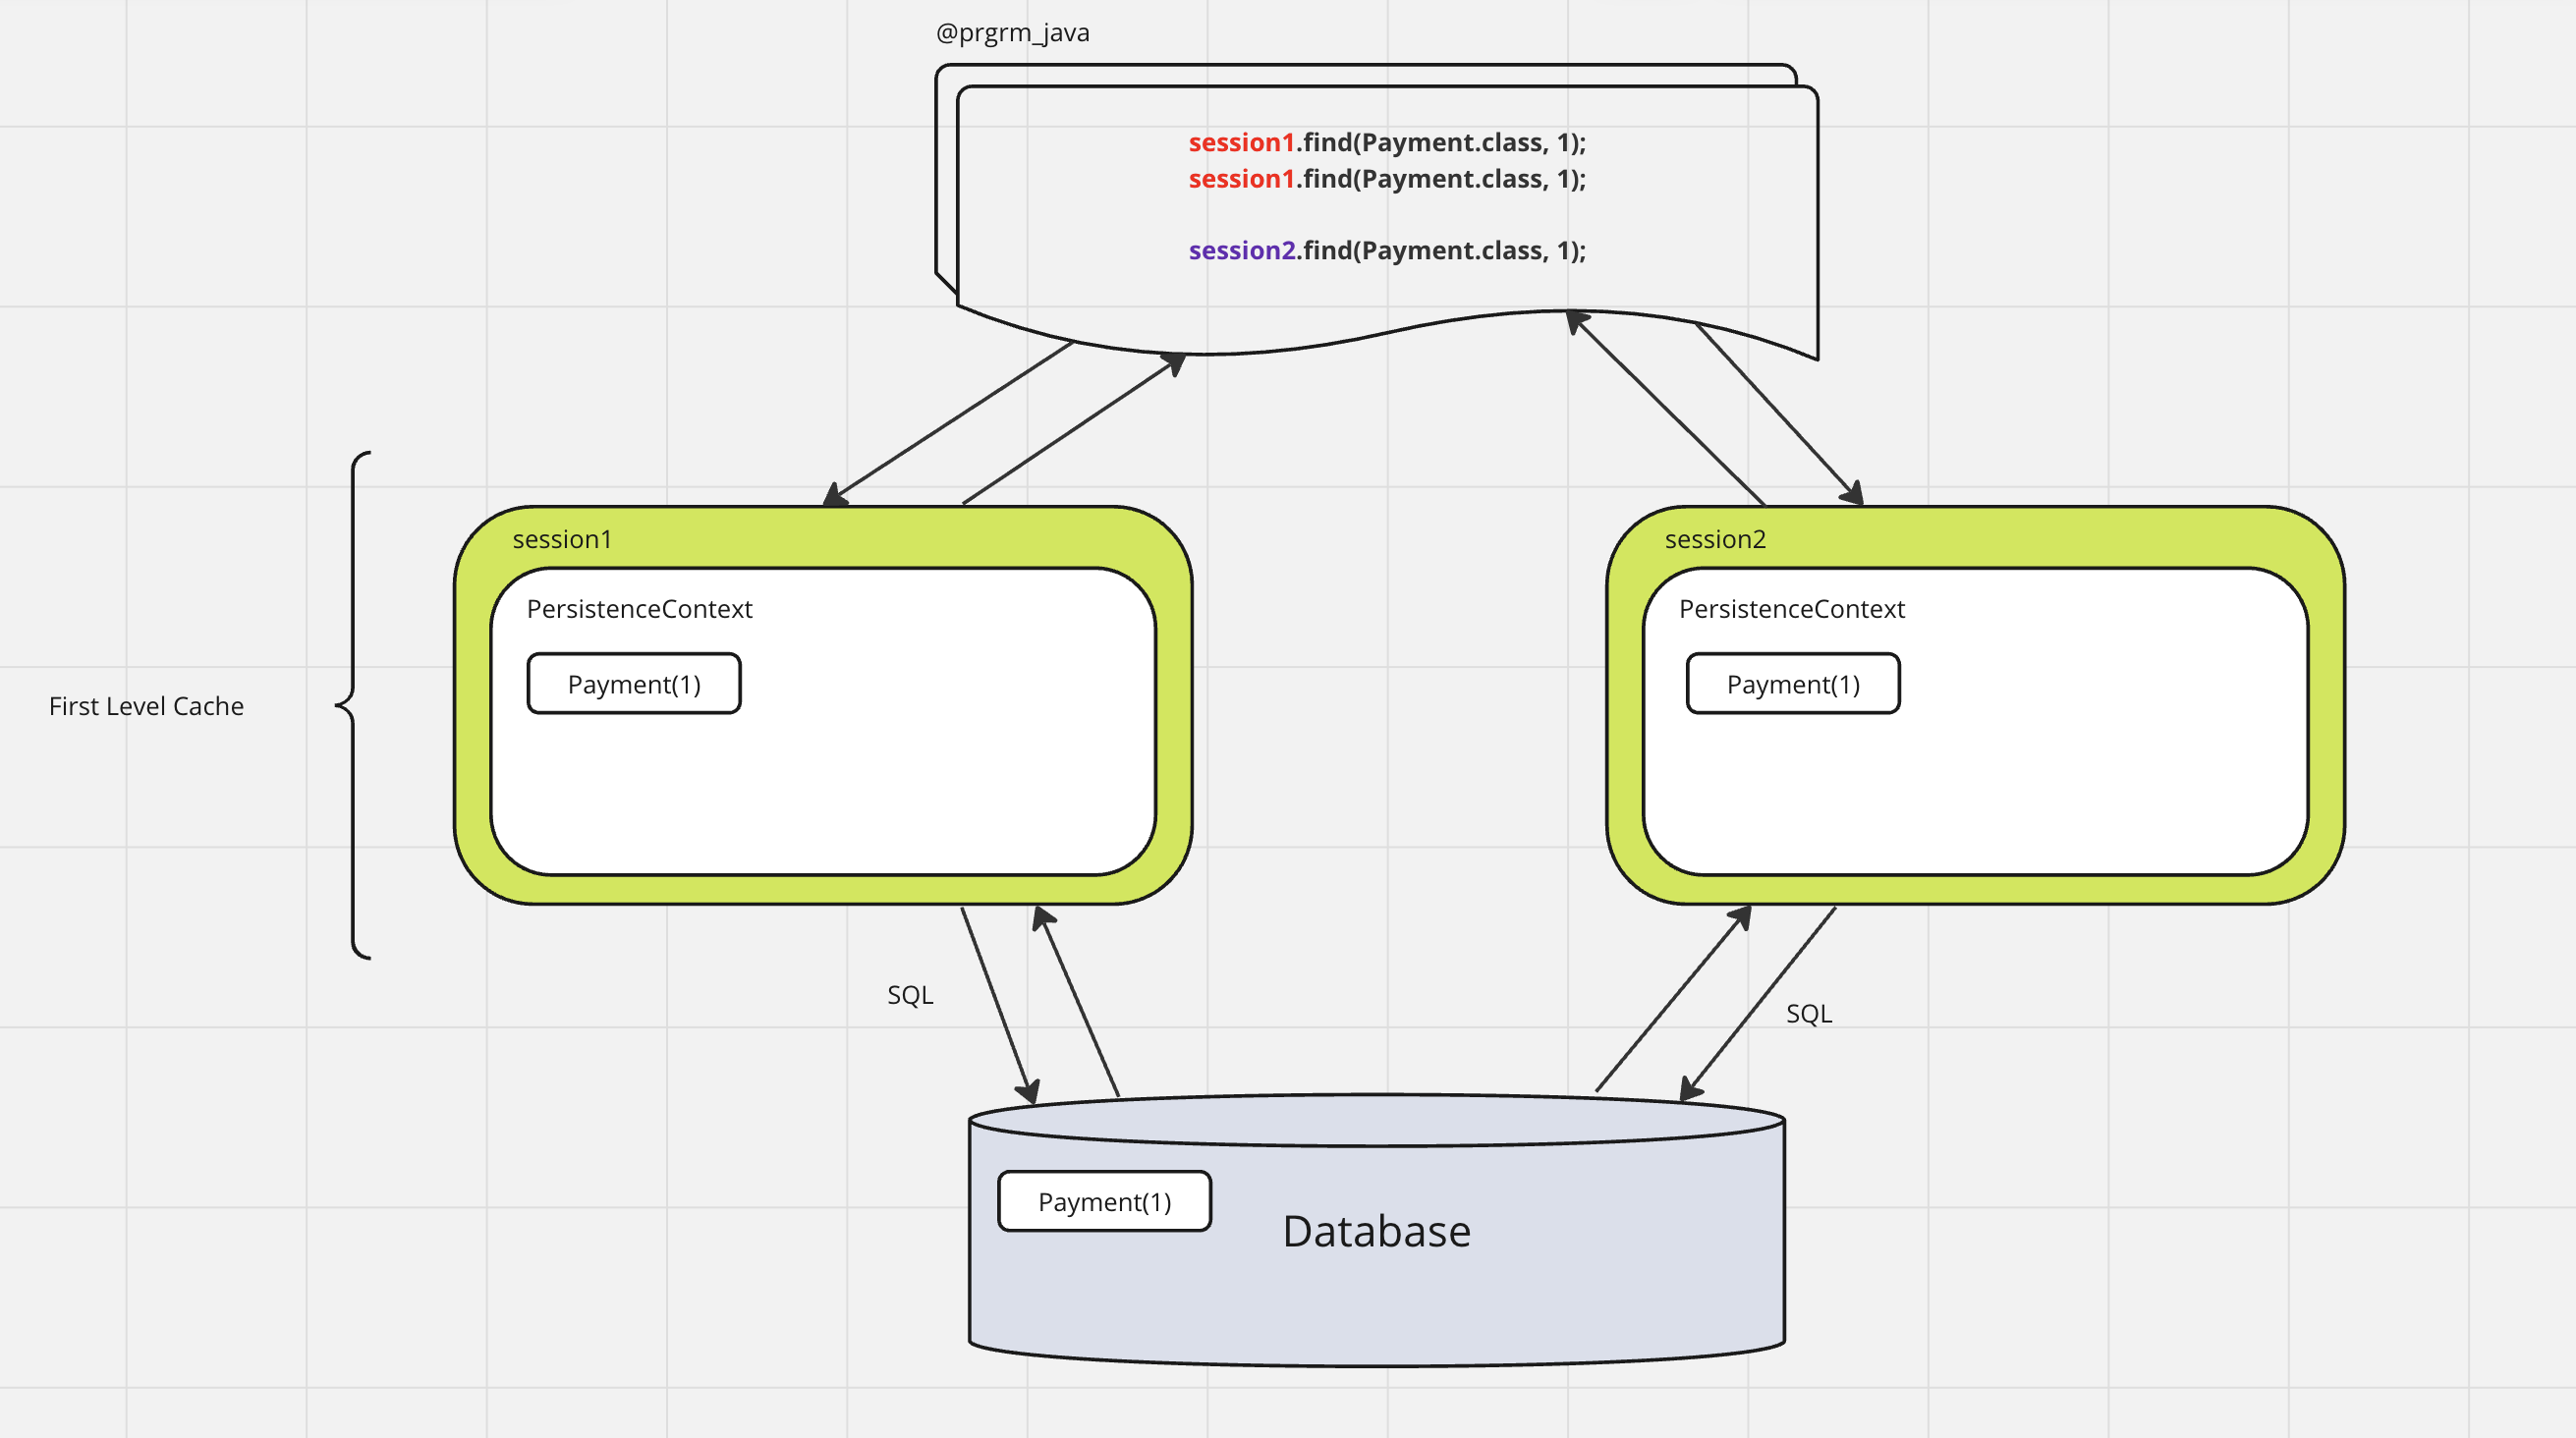 @prgrm_java
session1.find(Payment.class, 1);
session1.find(Payment.class, 1);
session2.find(Payment.class, 1);
session1
PersistenceContext
Payment(1)
session2
PersistenceContext
Payment(1)
First Level Cache
SQL
SQL
Payment(1)
Database